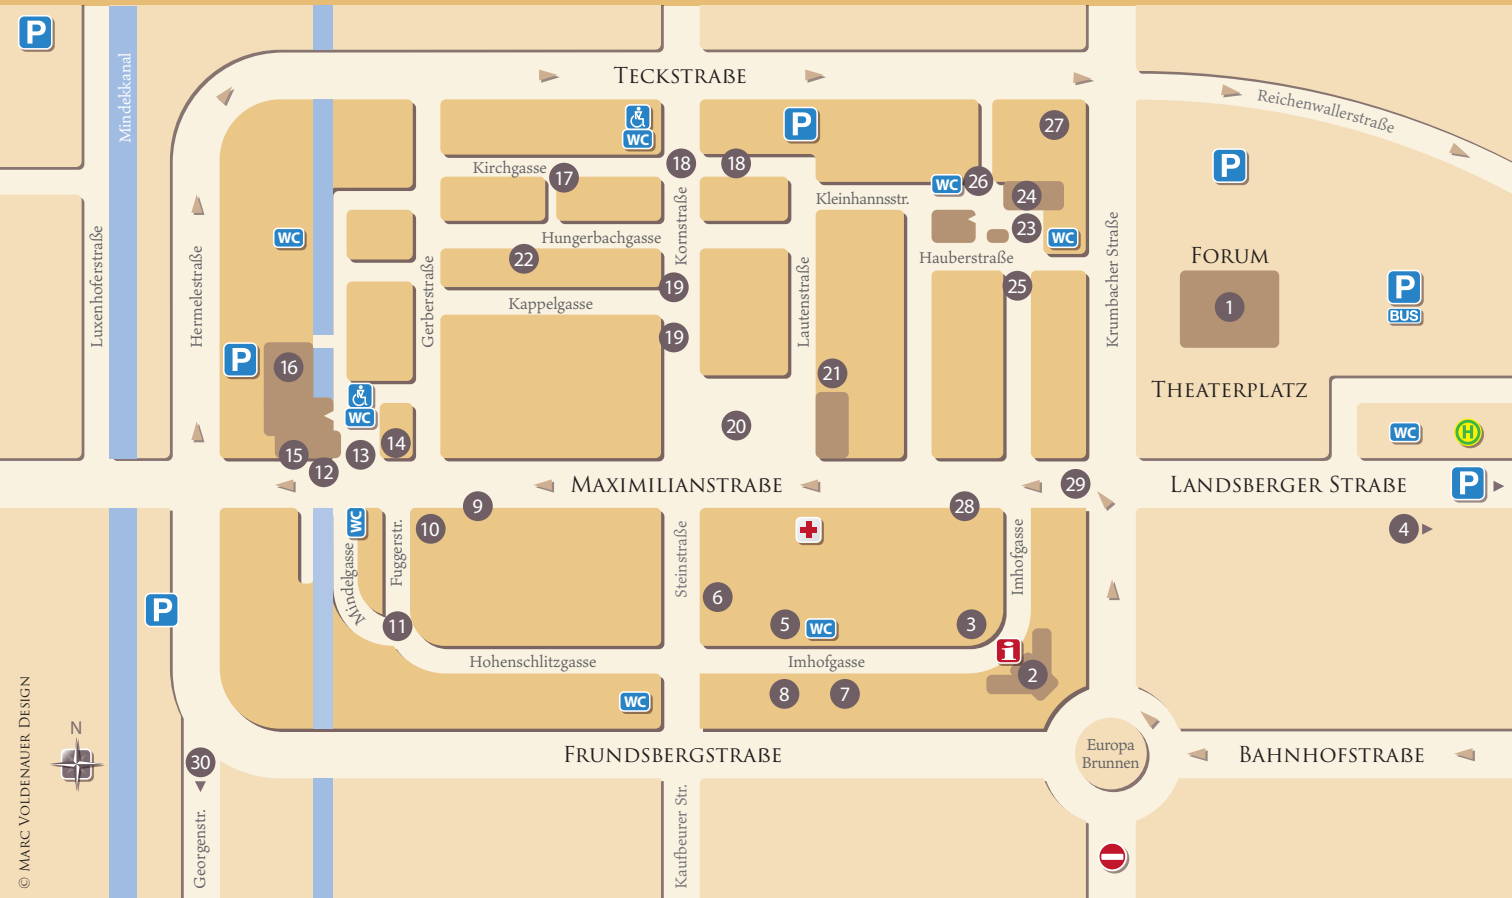 P
Mindelkanal
TECKSTRAßE
Reichenwallerstraße
WC
P
27
P
Kirchgasse
17
18
18
WC
26
24
Kleinhannsstr.
Luxenhoferstraße
Hermelestraße
WC
Gerberstraße
Hungerbachgasse
22
Kornstraße
Lautenstraße
23
WC
Hauberstraße
25
Krumbacher Straße
FORUM
1
P
BUS
Kappelgasse
19
19
P
16
WC
21
THEATERPLATZ
20
14
13
15
12
WC
H
MAXIMILIANSTRAßE
29
LANDSBERGER STRAßE
P
4
9
10
28
WC
Mindelgasse
Fuggerstr.
Steinstraße
Imhofgasse
6
P
11
5
WC
3
i
Hohenschlitzgasse
Imhofgasse
2
WC
8
7
N
30
FRUNDSBERGSTRAßE
Europa
Brunnen
BAHNHOFSTRAßE
Georgenstr.
Kaufbeurer Str.
© MARC VOLDENAUER DESIGN